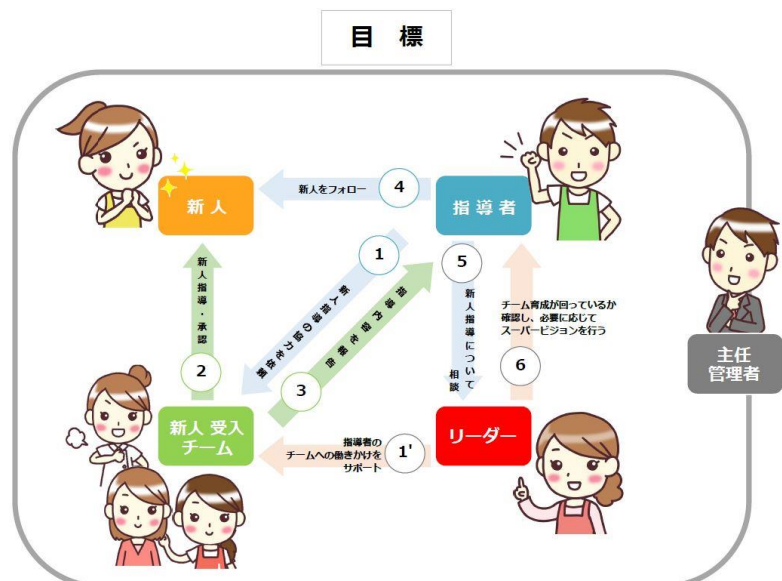 目 標
新 人
新人をフォロー
4
指 導 者
1
新人指導の協力を依頼
指導内容を報告
3
新人指導・承認
2
5
新人指導について
相談
チーム育成が回っているか
確認し、必要に応じて
スーパービジョンを行う
6
主任
管理者
新人 受入
チーム
指導者の
チームへの働きかけを
サポート
1'
リーダー